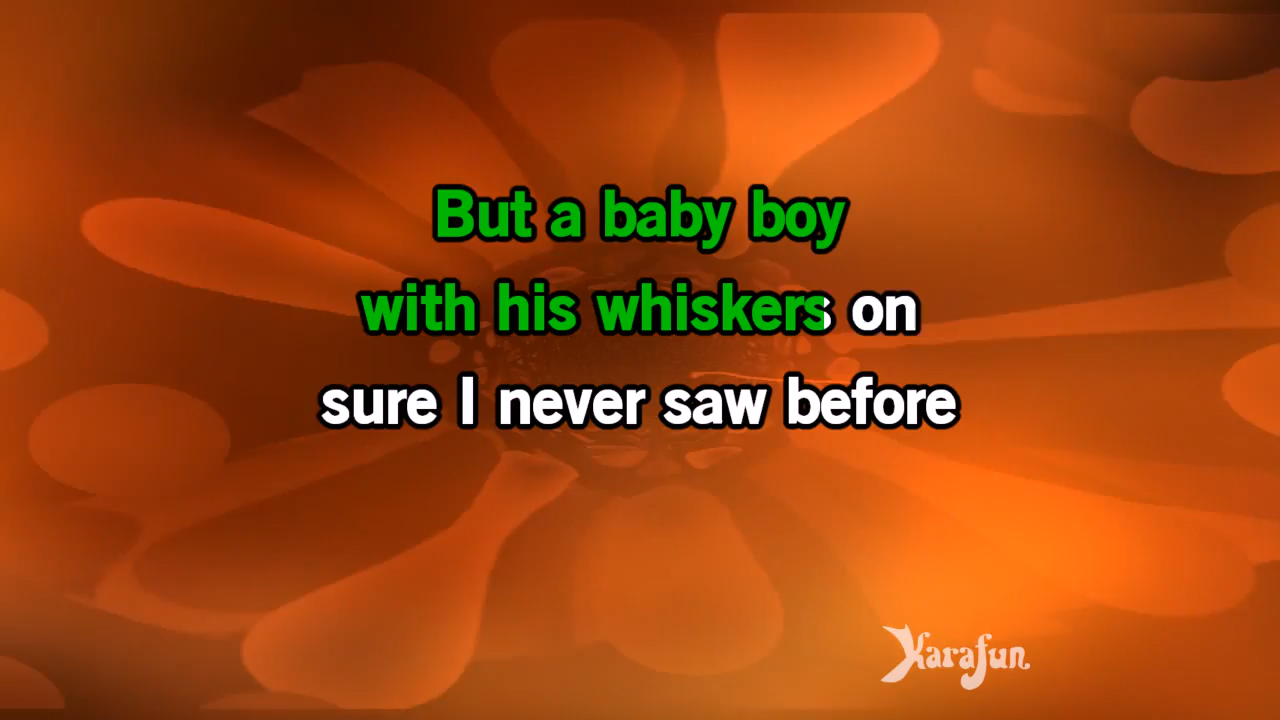 But a baby boy
with his whiskers on
sure I never saw before
Karafun